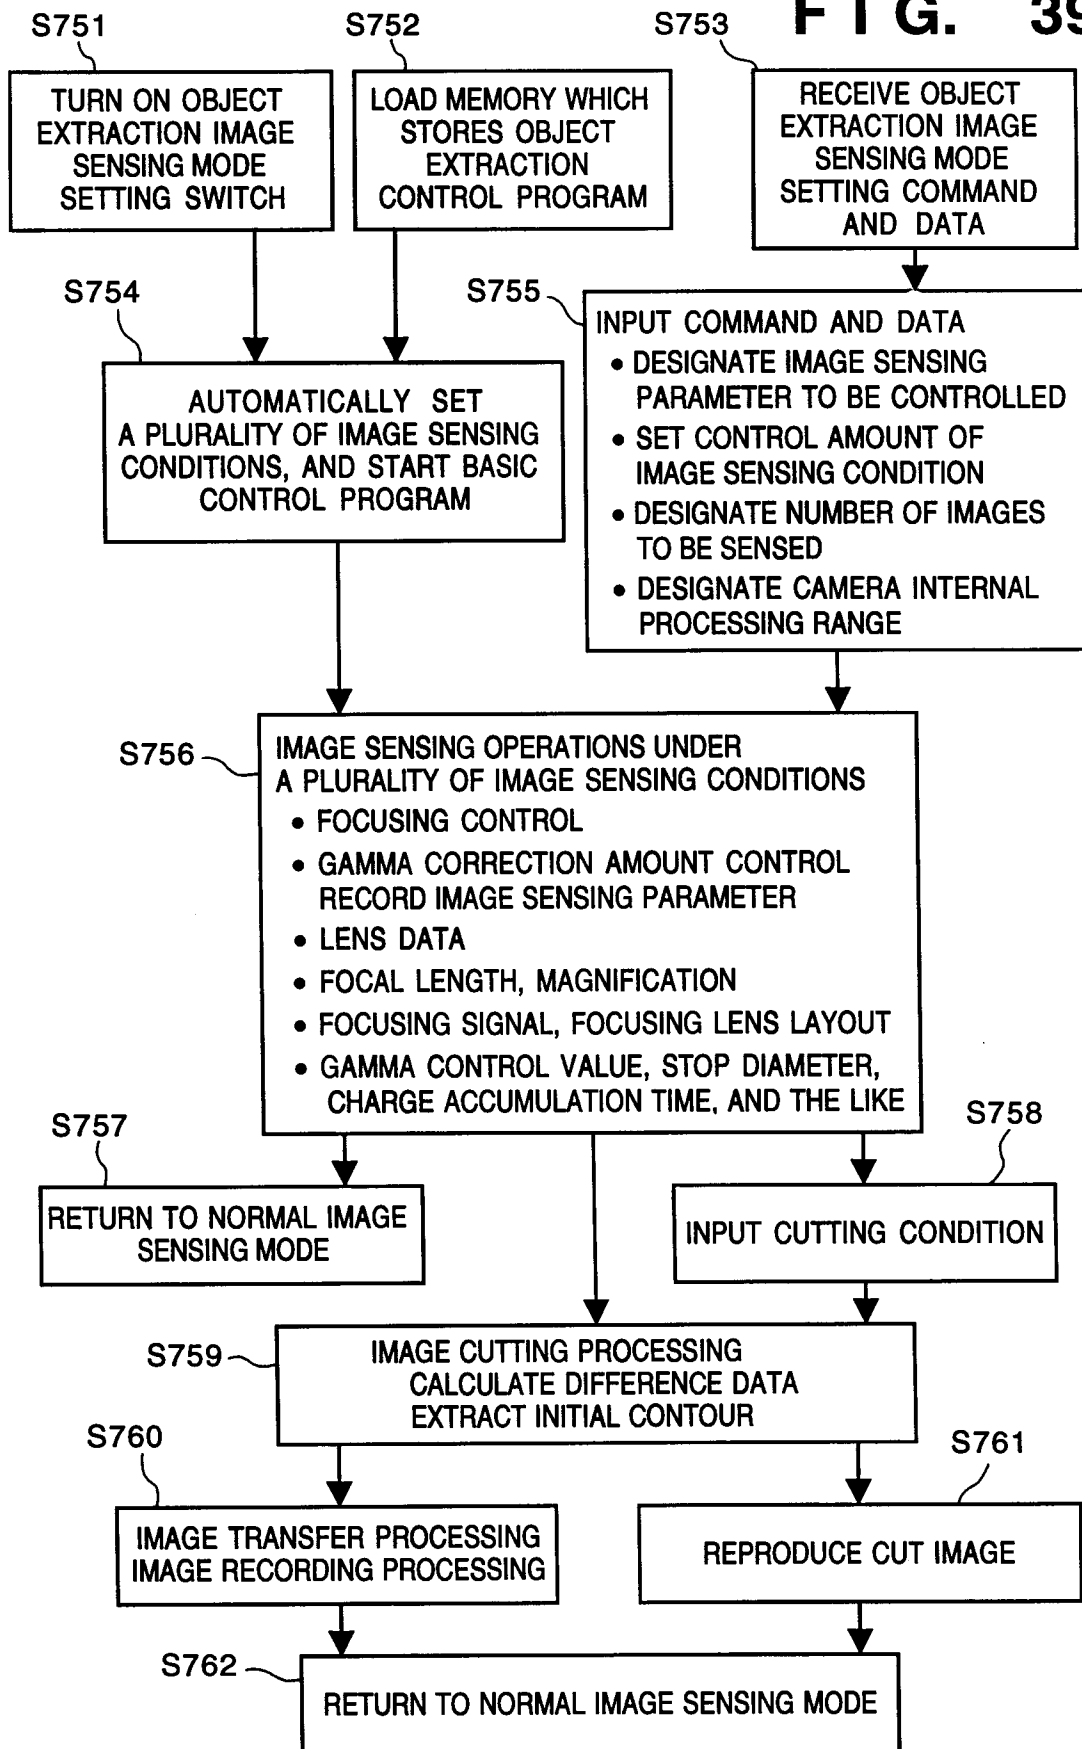 FIG. 39
S751
S752
S753
TURN ON OBJECT
EXTRACTION IMAGE
SENSING MODE
SETTING SWITCH
LOAD MEMORY WHICH
STORES OBJECT
EXTRACTION
CONTROL PROGRAM
RECEIVE OBJECT
EXTRACTION IMAGE
SENSING MODE
SETTING COMMAND
AND DATA
S754
S755
AUTOMATICALLY SET
A PLURALITY OF IMAGE SENSING
CONDITIONS, AND START BASIC
CONTROL PROGRAM
INPUT COMMAND AND DATA
• DESIGNATE IMAGE SENSING
PARAMETER TO BE CONTROLLED
• SET CONTROL AMOUNT OF
IMAGE SENSING CONDITION
• DESIGNATE NUMBER OF IMAGES
TO BE SENSED
• DESIGNATE CAMERA INTERNAL
PROCESSING RANGE
S756
IMAGE SENSING OPERATIONS UNDER
A PLURALITY OF IMAGE SENSING CONDITIONS
• FOCUSING CONTROL
• GAMMA CORRECTION AMOUNT CONTROL
RECORD IMAGE SENSING PARAMETER
• LENS DATA
• FOCAL LENGTH, MAGNIFICATION
• FOCUSING SIGNAL, FOCUSING LENS LAYOUT
• GAMMA CONTROL VALUE, STOP DIAMETER,
CHARGE ACCUMULATION TIME, AND THE LIKE
S757
S758
RETURN TO NORMAL IMAGE
SENSING MODE
INPUT CUTTING CONDITION
S759
IMAGE CUTTING PROCESSING
CALCULATE DIFFERENCE DATA
EXTRACT INITIAL CONTOUR
S760
S761
IMAGE TRANSFER PROCESSING
IMAGE RECORDING PROCESSING
REPRODUCE CUT IMAGE
S762
RETURN TO NORMAL IMAGE SENSING MODE